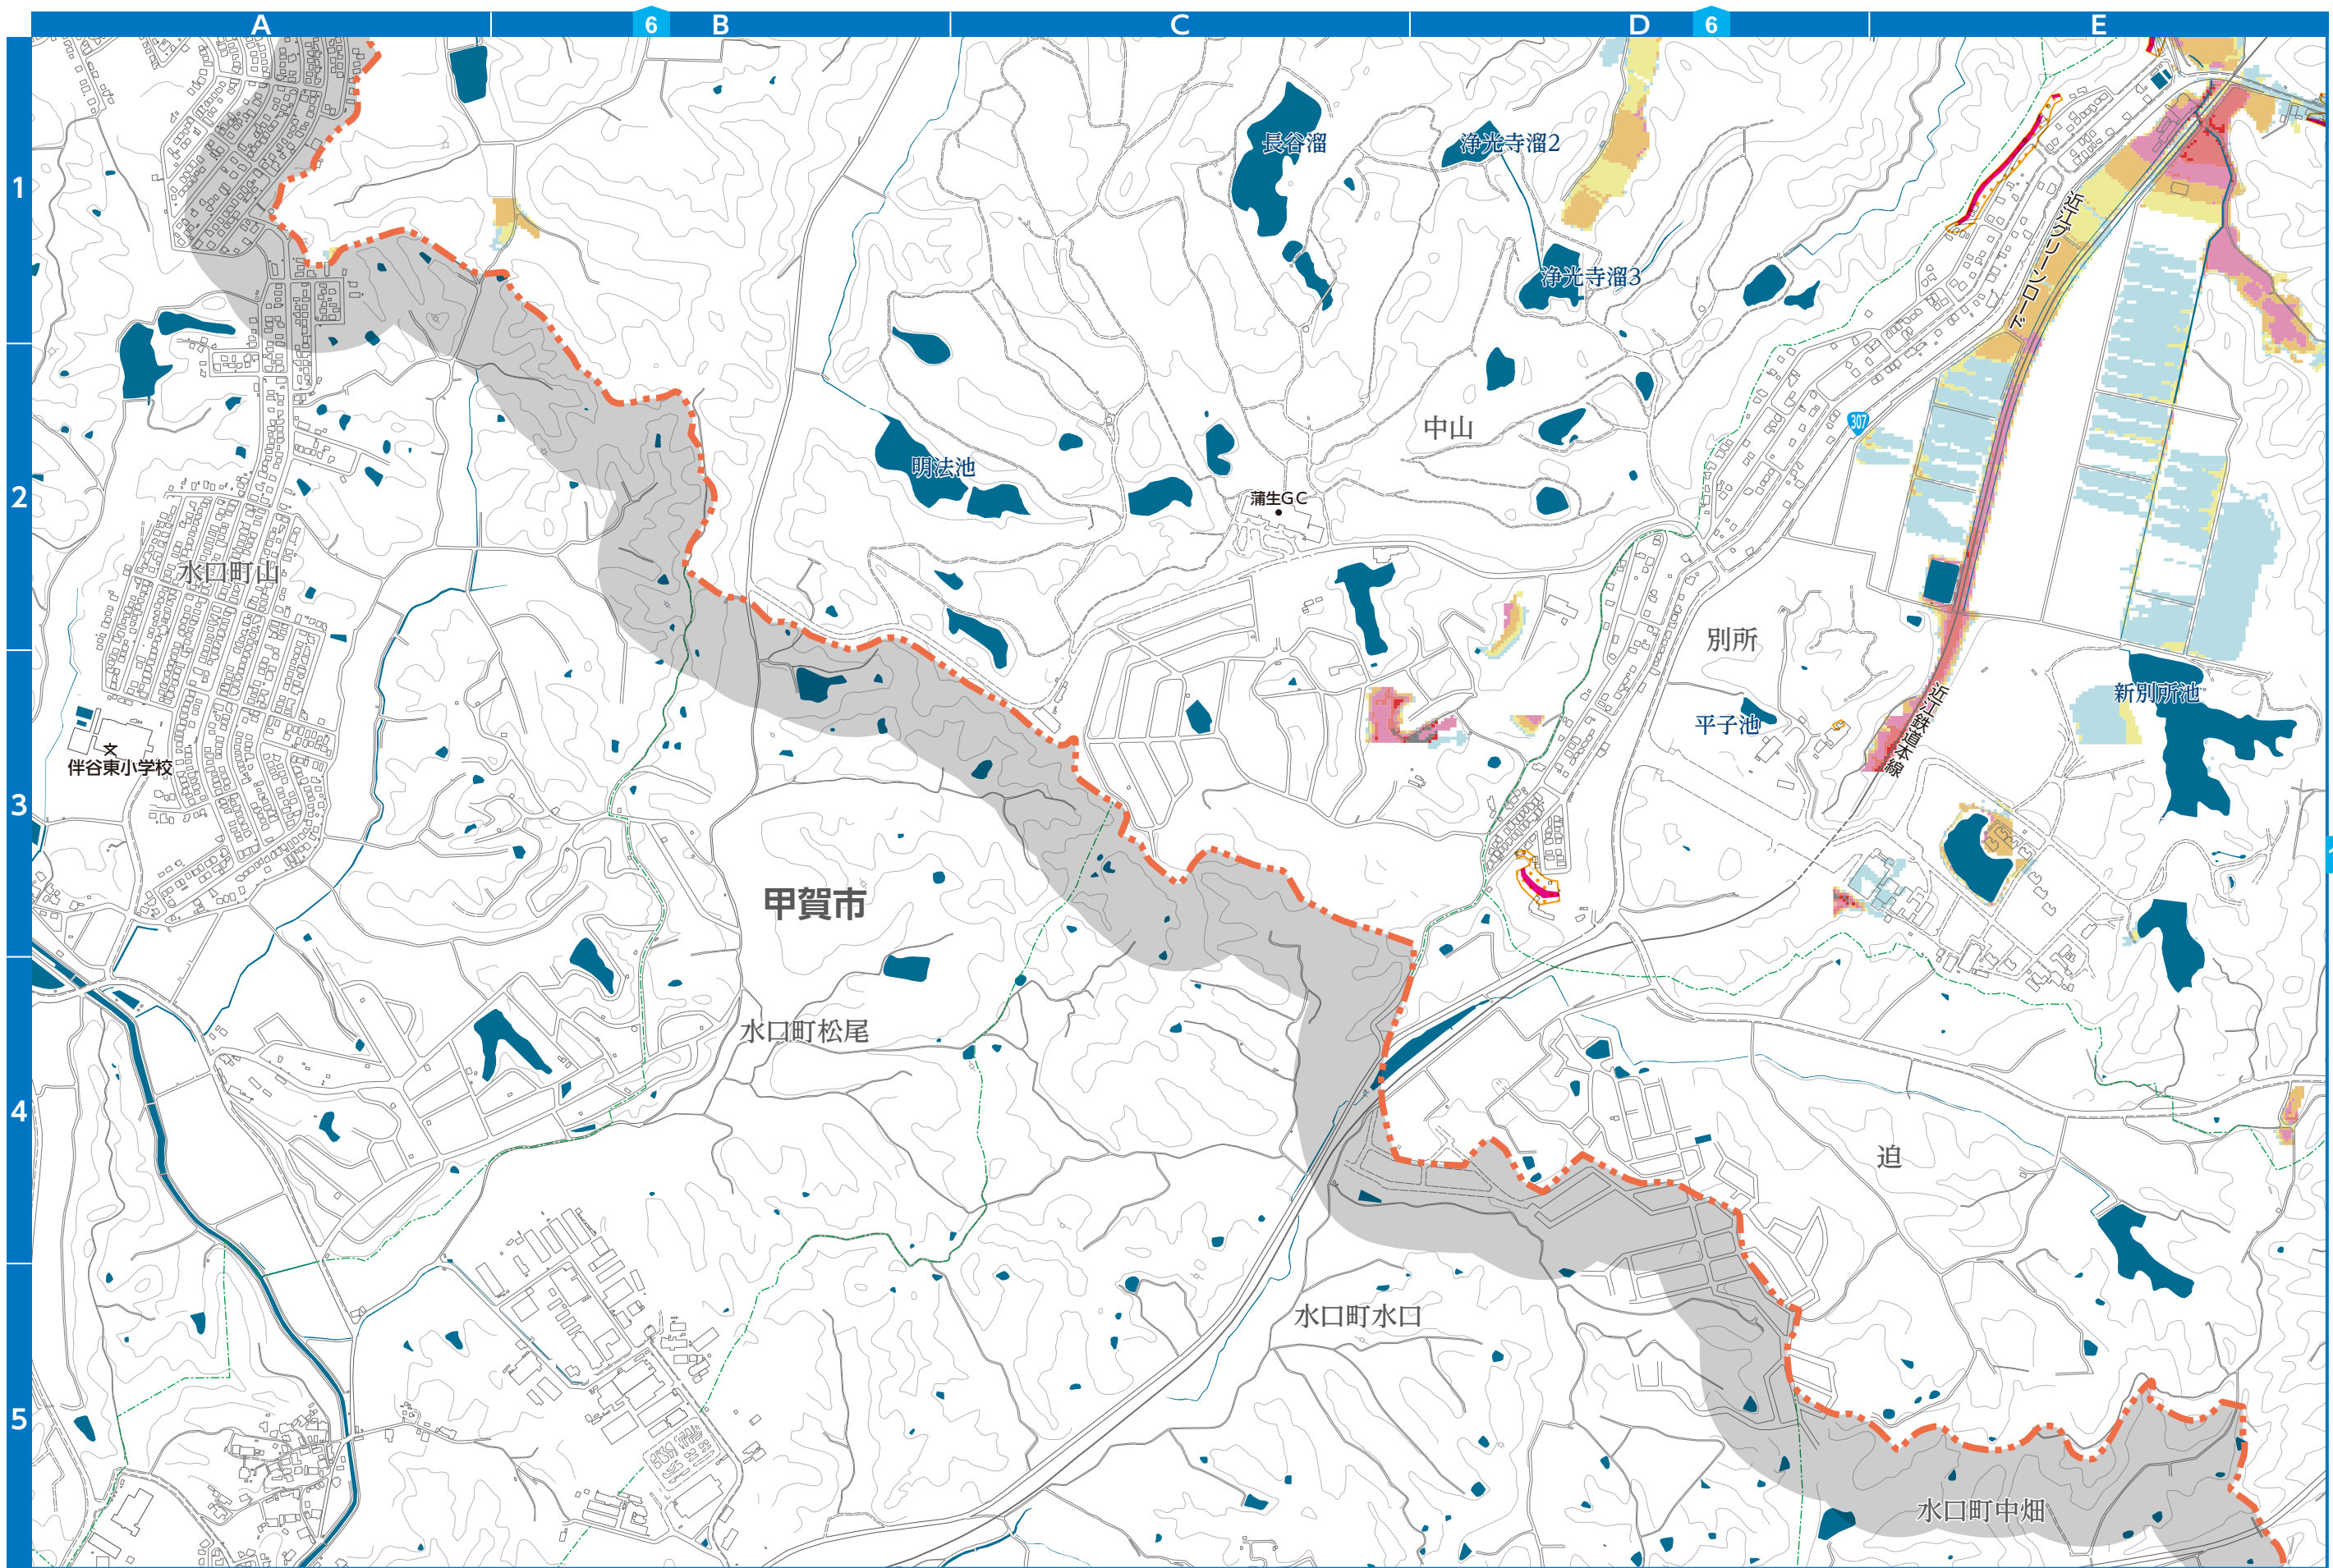 A
6
B
C
D
6
E
1
長谷溜
浄光寺溜2
近江グリーンロード
浄光寺溜3
2
中山
307
明法池
蒲生GC
水口町山
別所
新別所池
平子池
近江鉄道本線
文
伴谷東小学校
3
甲賀市
水口町松尾
4
迫
水口町水口
5
水口町中畑